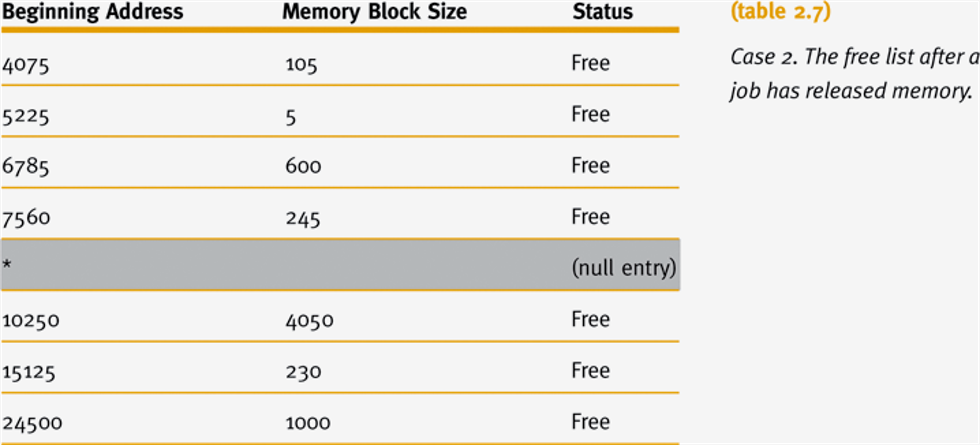 Beginning Address Memory Block Size Status
4075 105 Free
5225 5 Free
6785 600 Free
7560 245 Free
* (null entry)
10250 4050 Free
15125 230 Free
24500 1000 Free
(table 2.7)
Case 2. The free list after a
job has released memory.